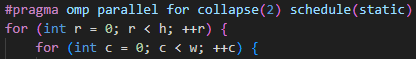 #pragma omp parallel for collapse(2) schedule(static)
for (int r = 0; r < h; ++r) {
for (int c = 0; c < w; ++c) {